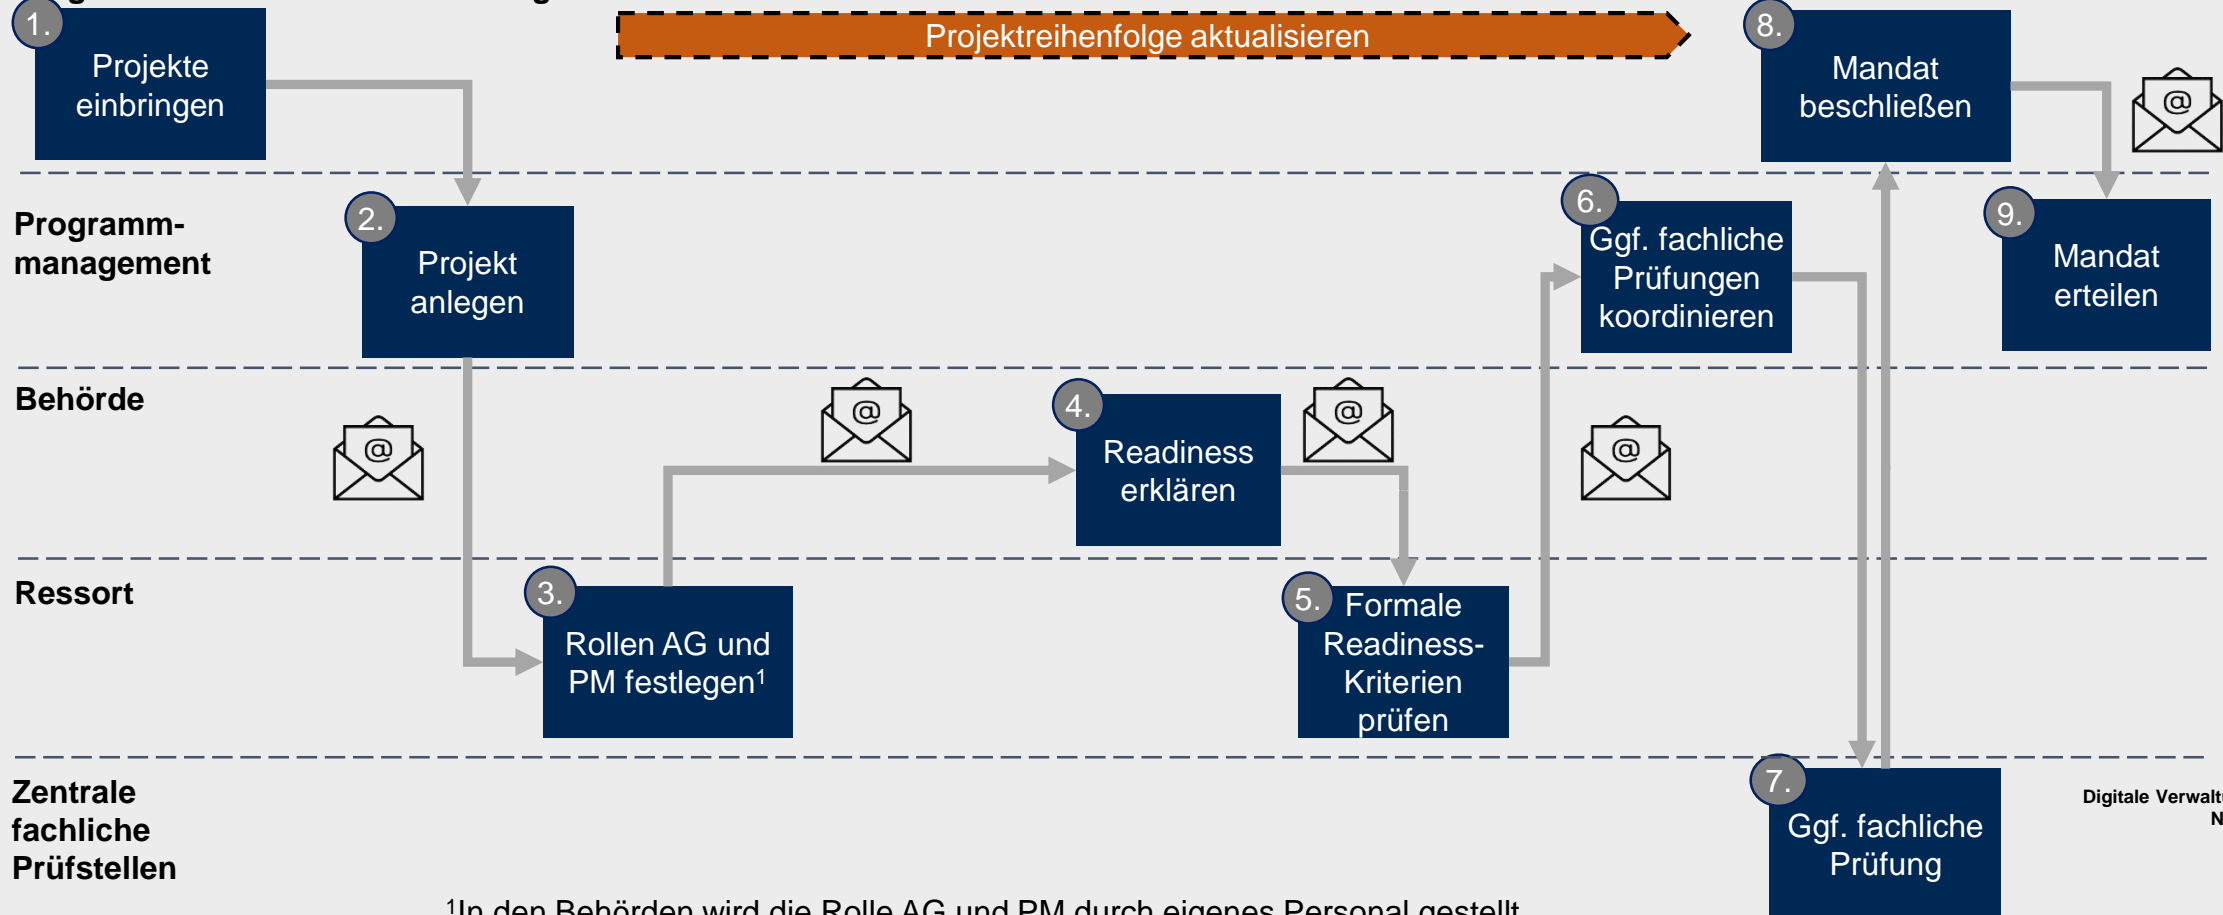 1.
Projekte
einbringen
Projektreihenfolge aktualisieren
8.
Mandat
beschließen
@
Programm-
management
2.
Projekt
anlegen
6.
Ggf. fachliche
Prüfungen
koordinieren
9.
Mandat
erteilen
Behörde
@
@
4.
Readiness
erklären
@
@
Ressort
3.
Rollen AG und
PM festlegen¹
5.
Formale
Readiness-
Kriterien
prüfen
Zentrale
fachliche
Prüfstellen
7.
Ggf. fachliche
Prüfung
Digitale
¹In den Behörden wird die Rolle AG und PM durch eigenes Personal gestellt